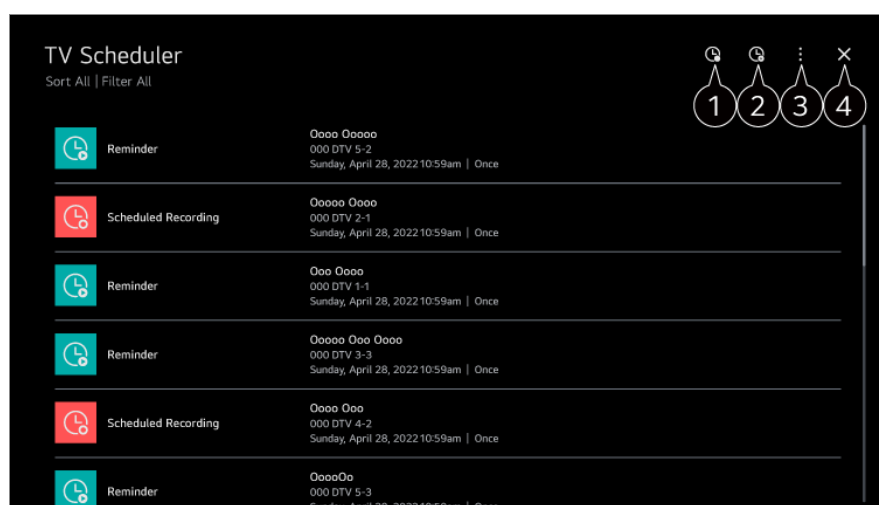 TV Scheduler
Sort All | Filter All
1 2 3 4
Reminder
Oooo Ooooo
000 DTV 5-2
Sunday, April 28, 2022 10:59am | Once
Scheduled Recording
Ooooo Oooo
000 DTV 2-1
Sunday, April 28, 2022 10:59am | Once
Reminder
Ooo Oooo
000 DTV 1-1
Sunday, April 28, 2022 10:59am | Once
Reminder
Ooooo Ooo Oooo
000 DTV 3-3
Sunday, April 28, 2022 10:59am | Once
Scheduled Recording
Oooo Ooo
000 DTV 4-2
Sunday, April 28, 2022 10:59am | Once
Reminder
OoooOo
000 DTV 5-3